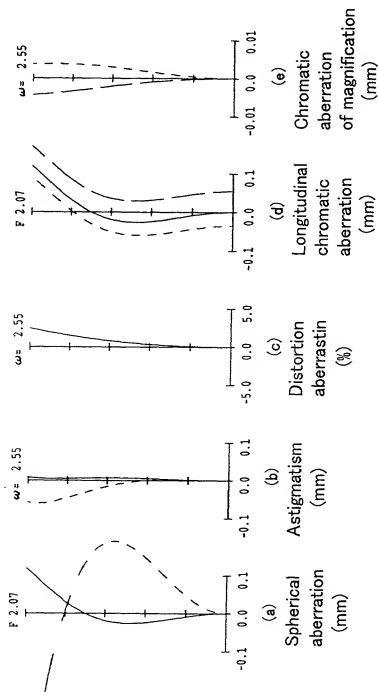 F 2.07
-0.1 0.0 0.1
(a)
Spherical
aberration
(mm)
ω= 2.55
-0.1 0.0 0.1
(b)
Astigmatism
(mm)
ω= 2.55
-5.0 0.0 5.0
(c)
Distortion
aberrastin
(%)
F 2.07
-0.1 0.0 0.1
(d)
Longitudinal
chromatic
aberration
(mm)
ω= 2.55
-0.01 0.0 0.01
(e)
Chromatic
aberration
of magnification
(mm)